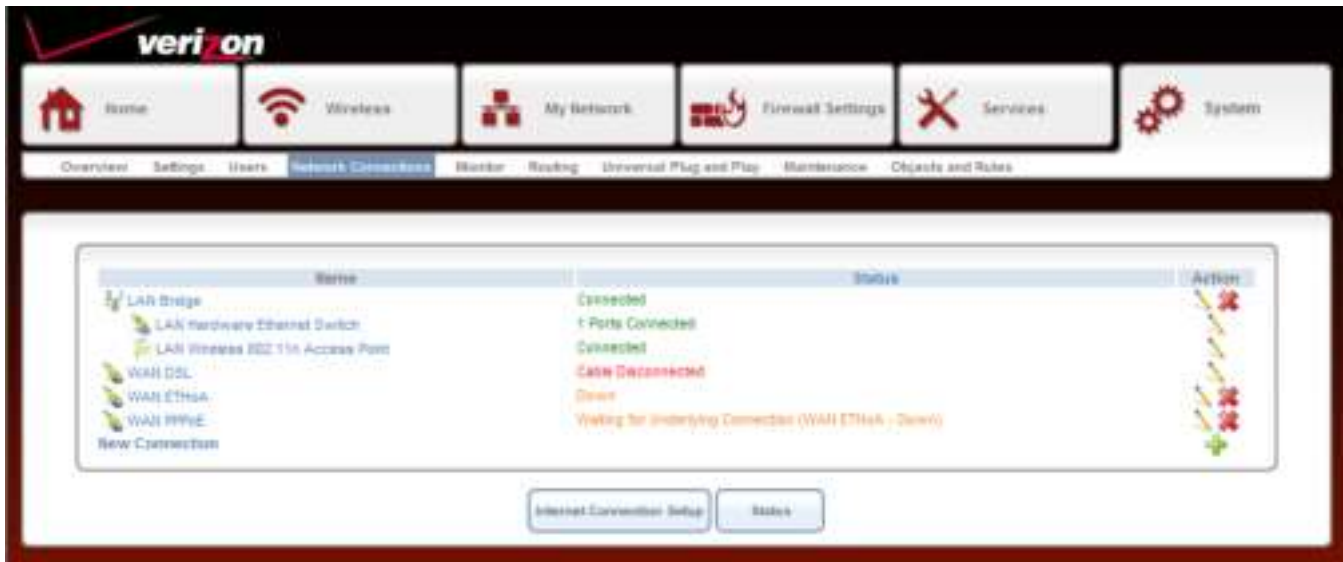 verizon
Home
Wireless
My Network
Firewall Settings
Services
System
Overview Settings Users Network Connections Monitor Routing Universal Plug and Play Maintenance Objects and Rules
Name Status Action
LAN Bridge Connected
LAN Hardware Ethernet Switch 1 Ports Connected
LAN Wireless 802.11n Access Point Connected
WAN DSL Cable Disconnected
WAN ETHoA Down
WAN PPPoE Waiting for Underlying Connection (WAN ETHoA - Down)
New Connection
Internet Connection Setup Status